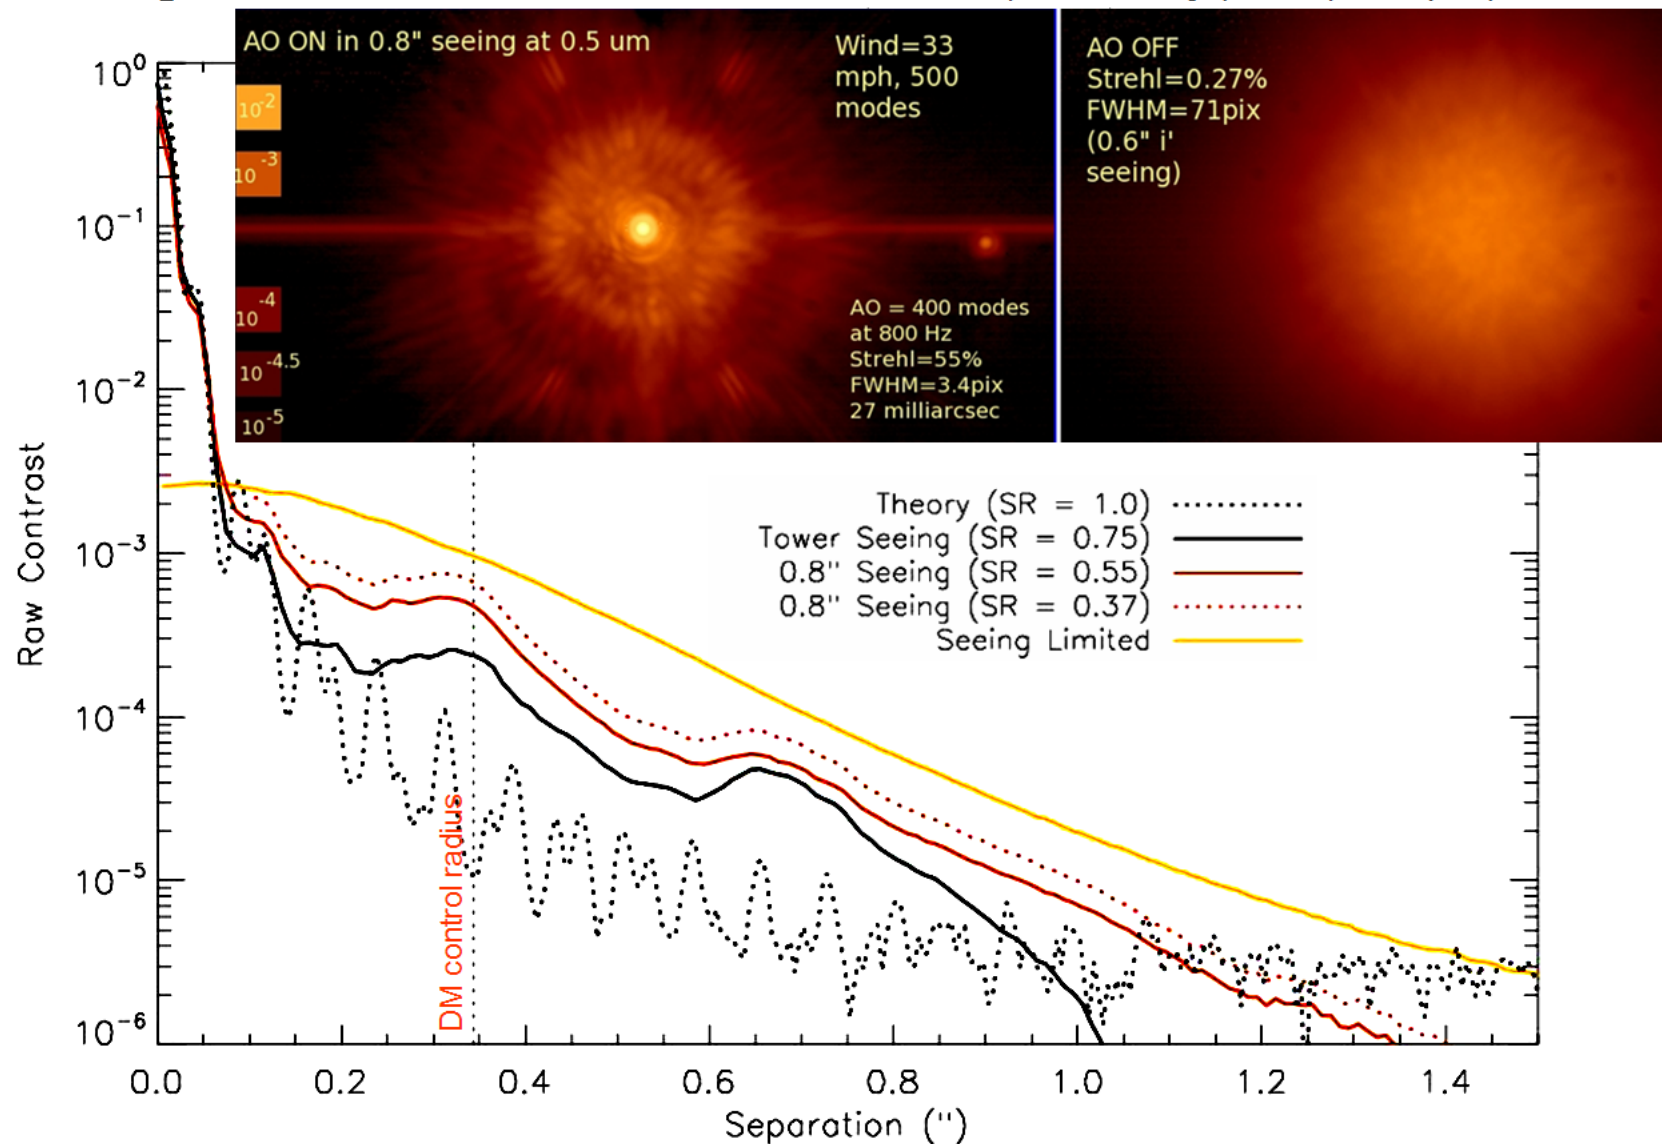 AO ON in 0.8" seeing at 0.5 um
Wind=33
mph, 500
modes
AO OFF
Strehl=0.27%
FWHM=71pix
(0.6" i'
seeing)
10-2
10-3
10-4
10-4.5
10-5
AO = 400 modes
at 800 Hz
Strehl=55%
FWHM=3.4pix
27 milliarcsec
10⁰
10⁻¹
10⁻²
10⁻³
10⁻⁴
10⁻⁵
10⁻⁶
Raw Contrast
Theory (SR = 1.0)
Tower Seeing (SR = 0.75)
0.8" Seeing (SR = 0.55)
0.8" Seeing (SR = 0.37)
Seeing Limited
DM control radius
0.0 0.2 0.4 0.6 0.8 1.0 1.2 1.4
Separation (")